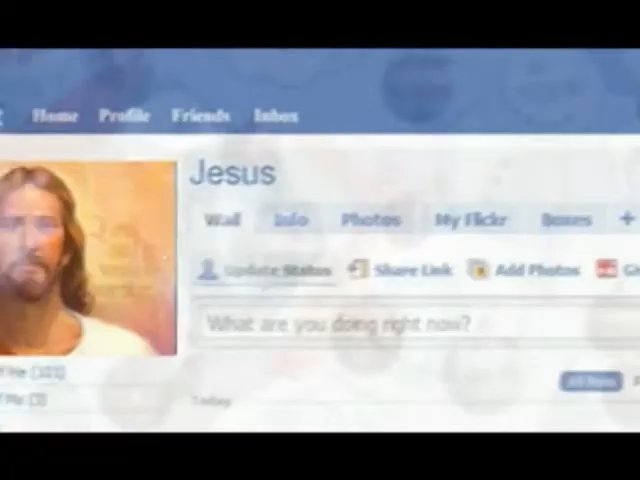 Home Profile Friends Inbox
Jesus
Wall Info Photos My Flickr Boxes +
Update Status Share Link Add Photos
What are you doing right now?
Today